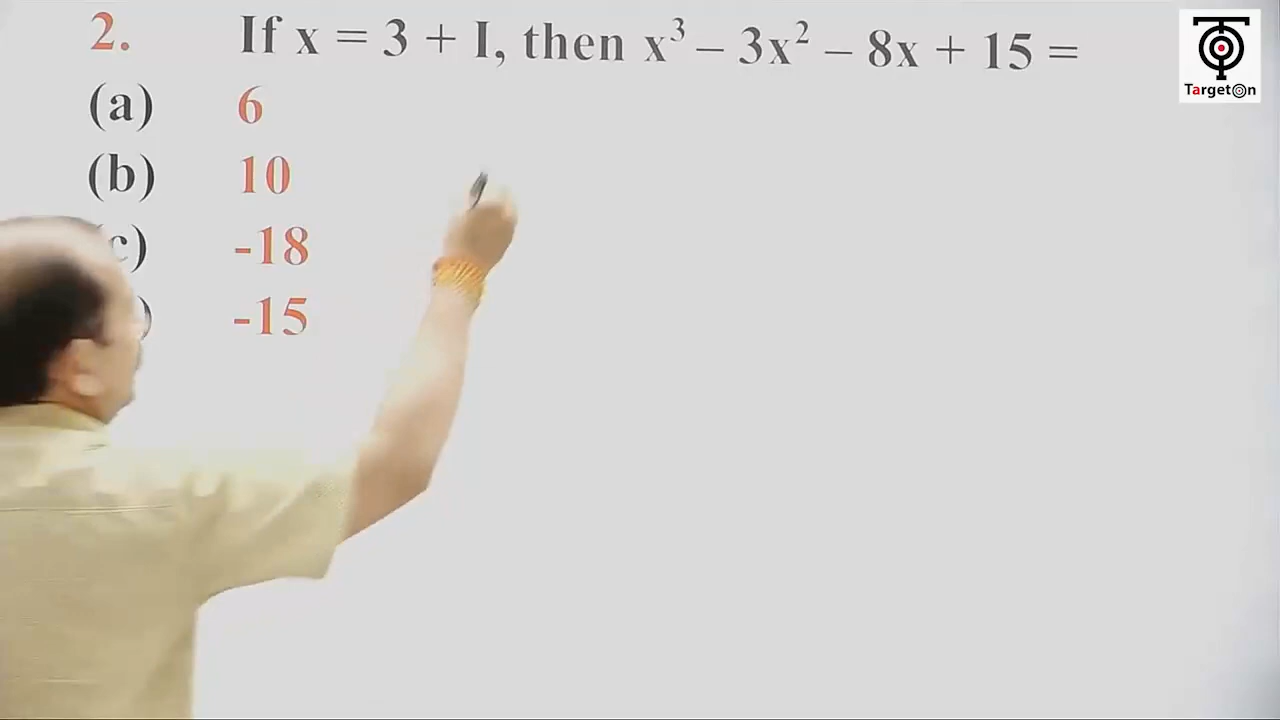 2. If x = 3 + I, then x³ – 3x² – 8x + 15 =
(a) 6
(b) 10
c) -18
) -15
TargetOn